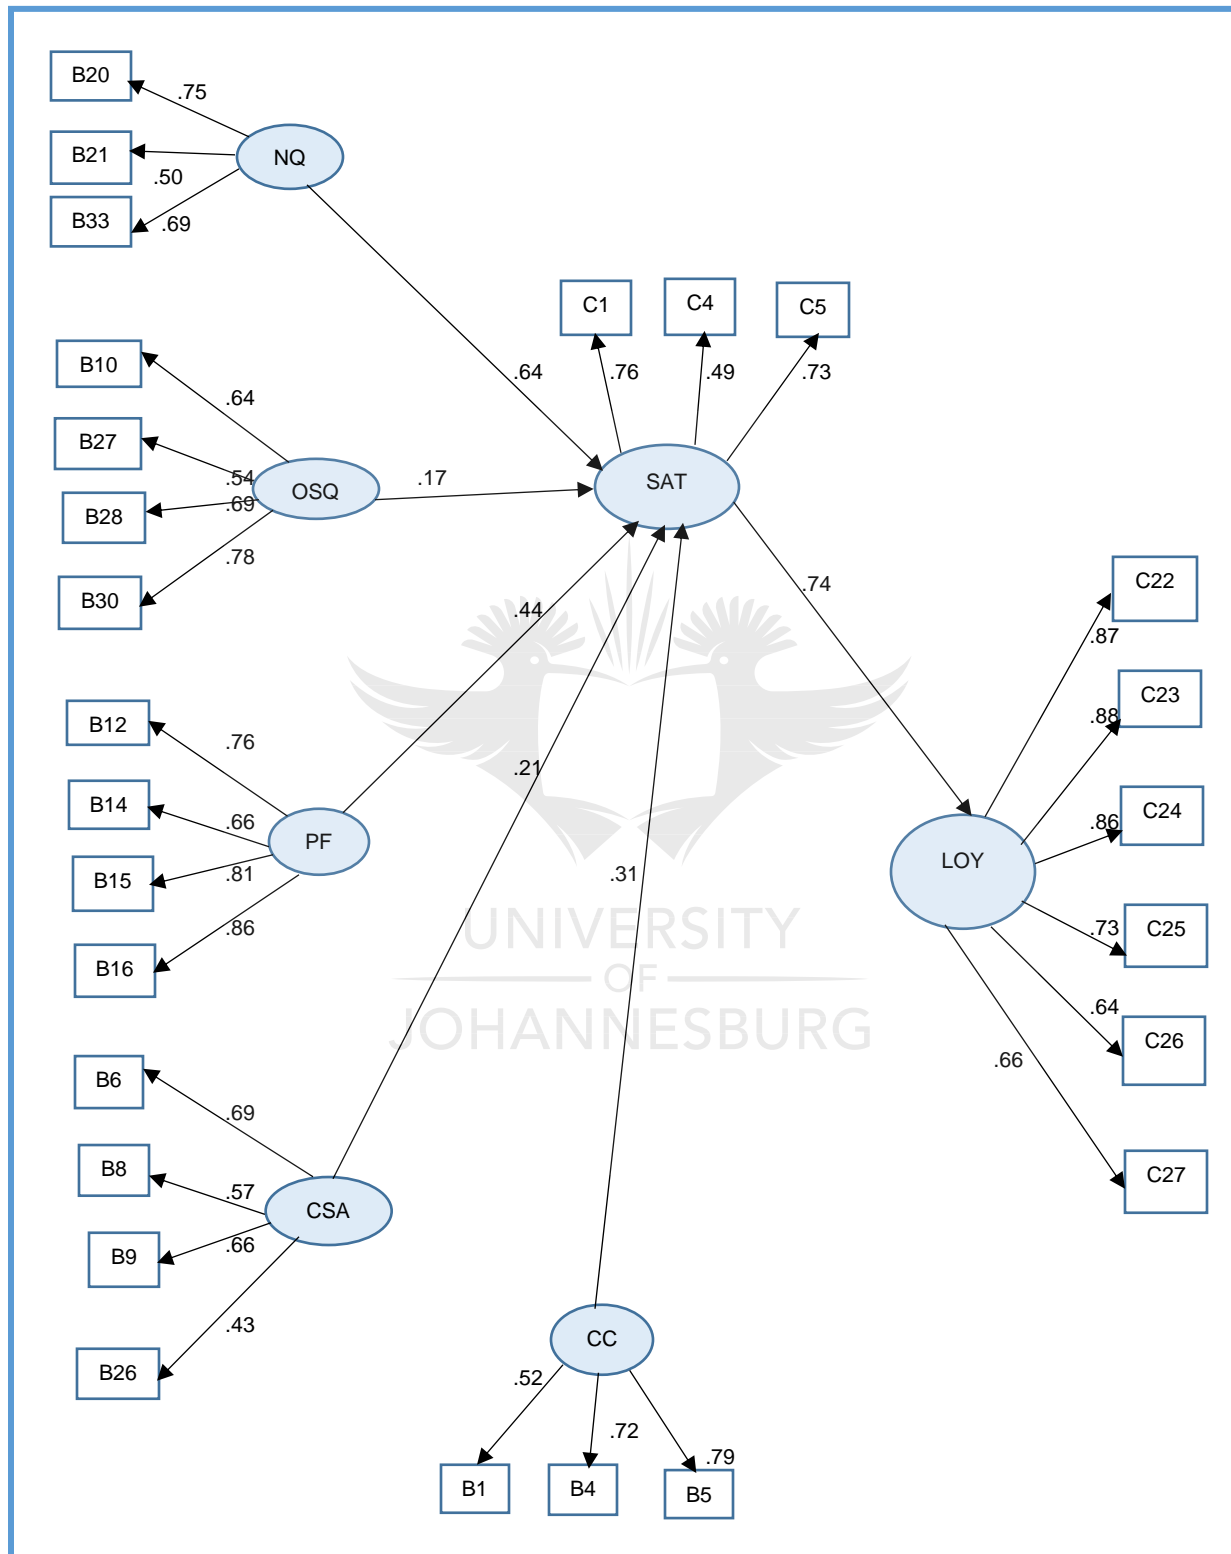 B20
.75
B21
NQ
.50
B33
.69
C1
C4
C5
B10
.64
.76
.49
.73
.64
B27
.54
OSQ
.17
SAT
B28
.69
.78
B30
.44
.74
C22
.87
C23
.88
B12
.76
.21
B14
.66
PF
C24
.86
LOY
B15
.81
.31
.86
UNIVERSITY
C25
.73
B16
OF
JOHANNESBURG
.64
C26
.66
B6
.69
B8
.57
C27
CSA
B9
.66
.43
CC
B26
.52
.72
.79
B1
B4
B5